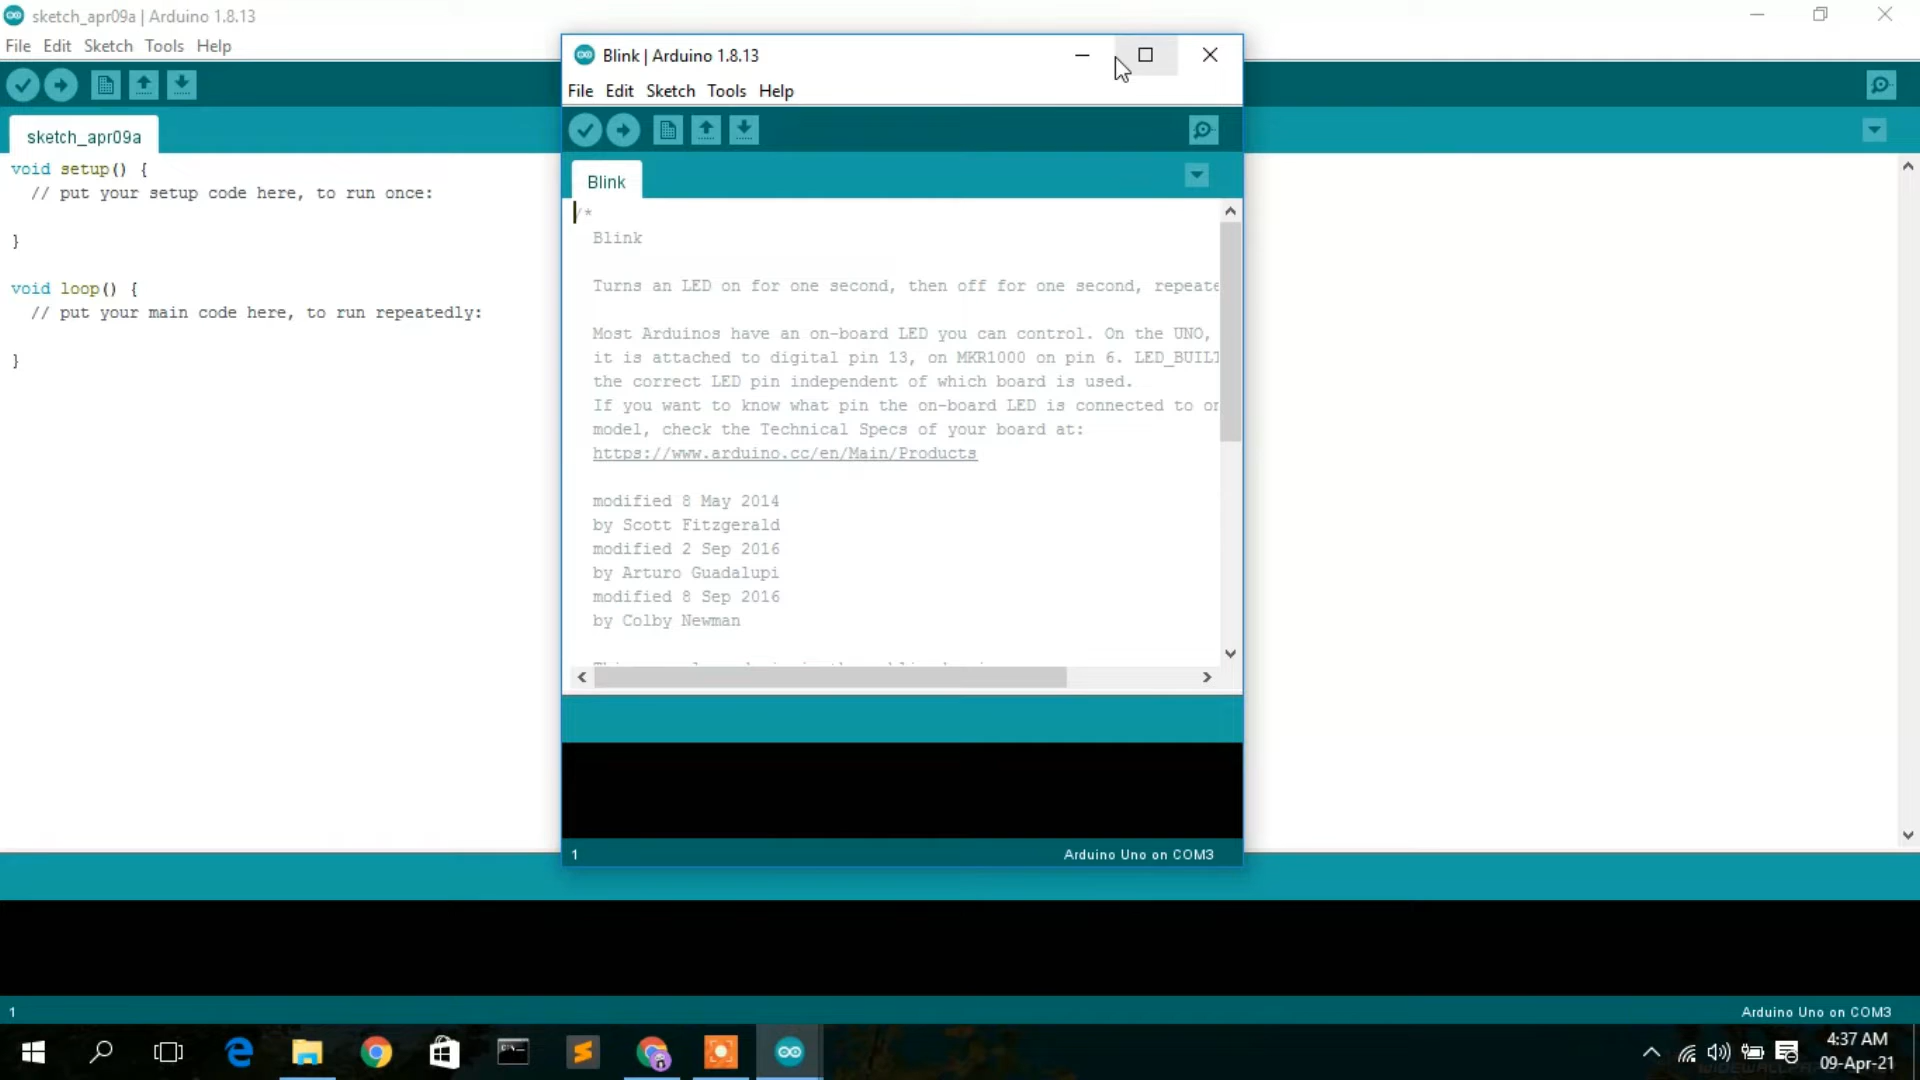 sketch_apr09a | Arduino 1.8.13
File Edit Sketch Tools Help
sketch_apr09a
void setup() {
// put your setup code here, to run once:
}
void loop() {
// put your main code here, to run repeatedly:
}
Blink | Arduino 1.8.13
File Edit Sketch Tools Help
Blink
/*
Blink
Turns an LED on for one second, then off for one second, repeate
Most Arduinos have an on-board LED you can control. On the UNO,
it is attached to digital pin 13, on MKR1000 on pin 6. LED_BUILT
the correct LED pin independent of which board is used.
If you want to know what pin the on-board LED is connected to on
model, check the Technical Specs of your board at:
https://www.arduino.cc/en/Main/Products
modified 8 May 2014
by Scott Fitzgerald
modified 2 Sep 2016
by Arturo Guadalupi
modified 8 Sep 2016
by Colby Newman
1
Arduino Uno on COM3
1
Arduino Uno on COM3
4:37 AM
09-Apr-21